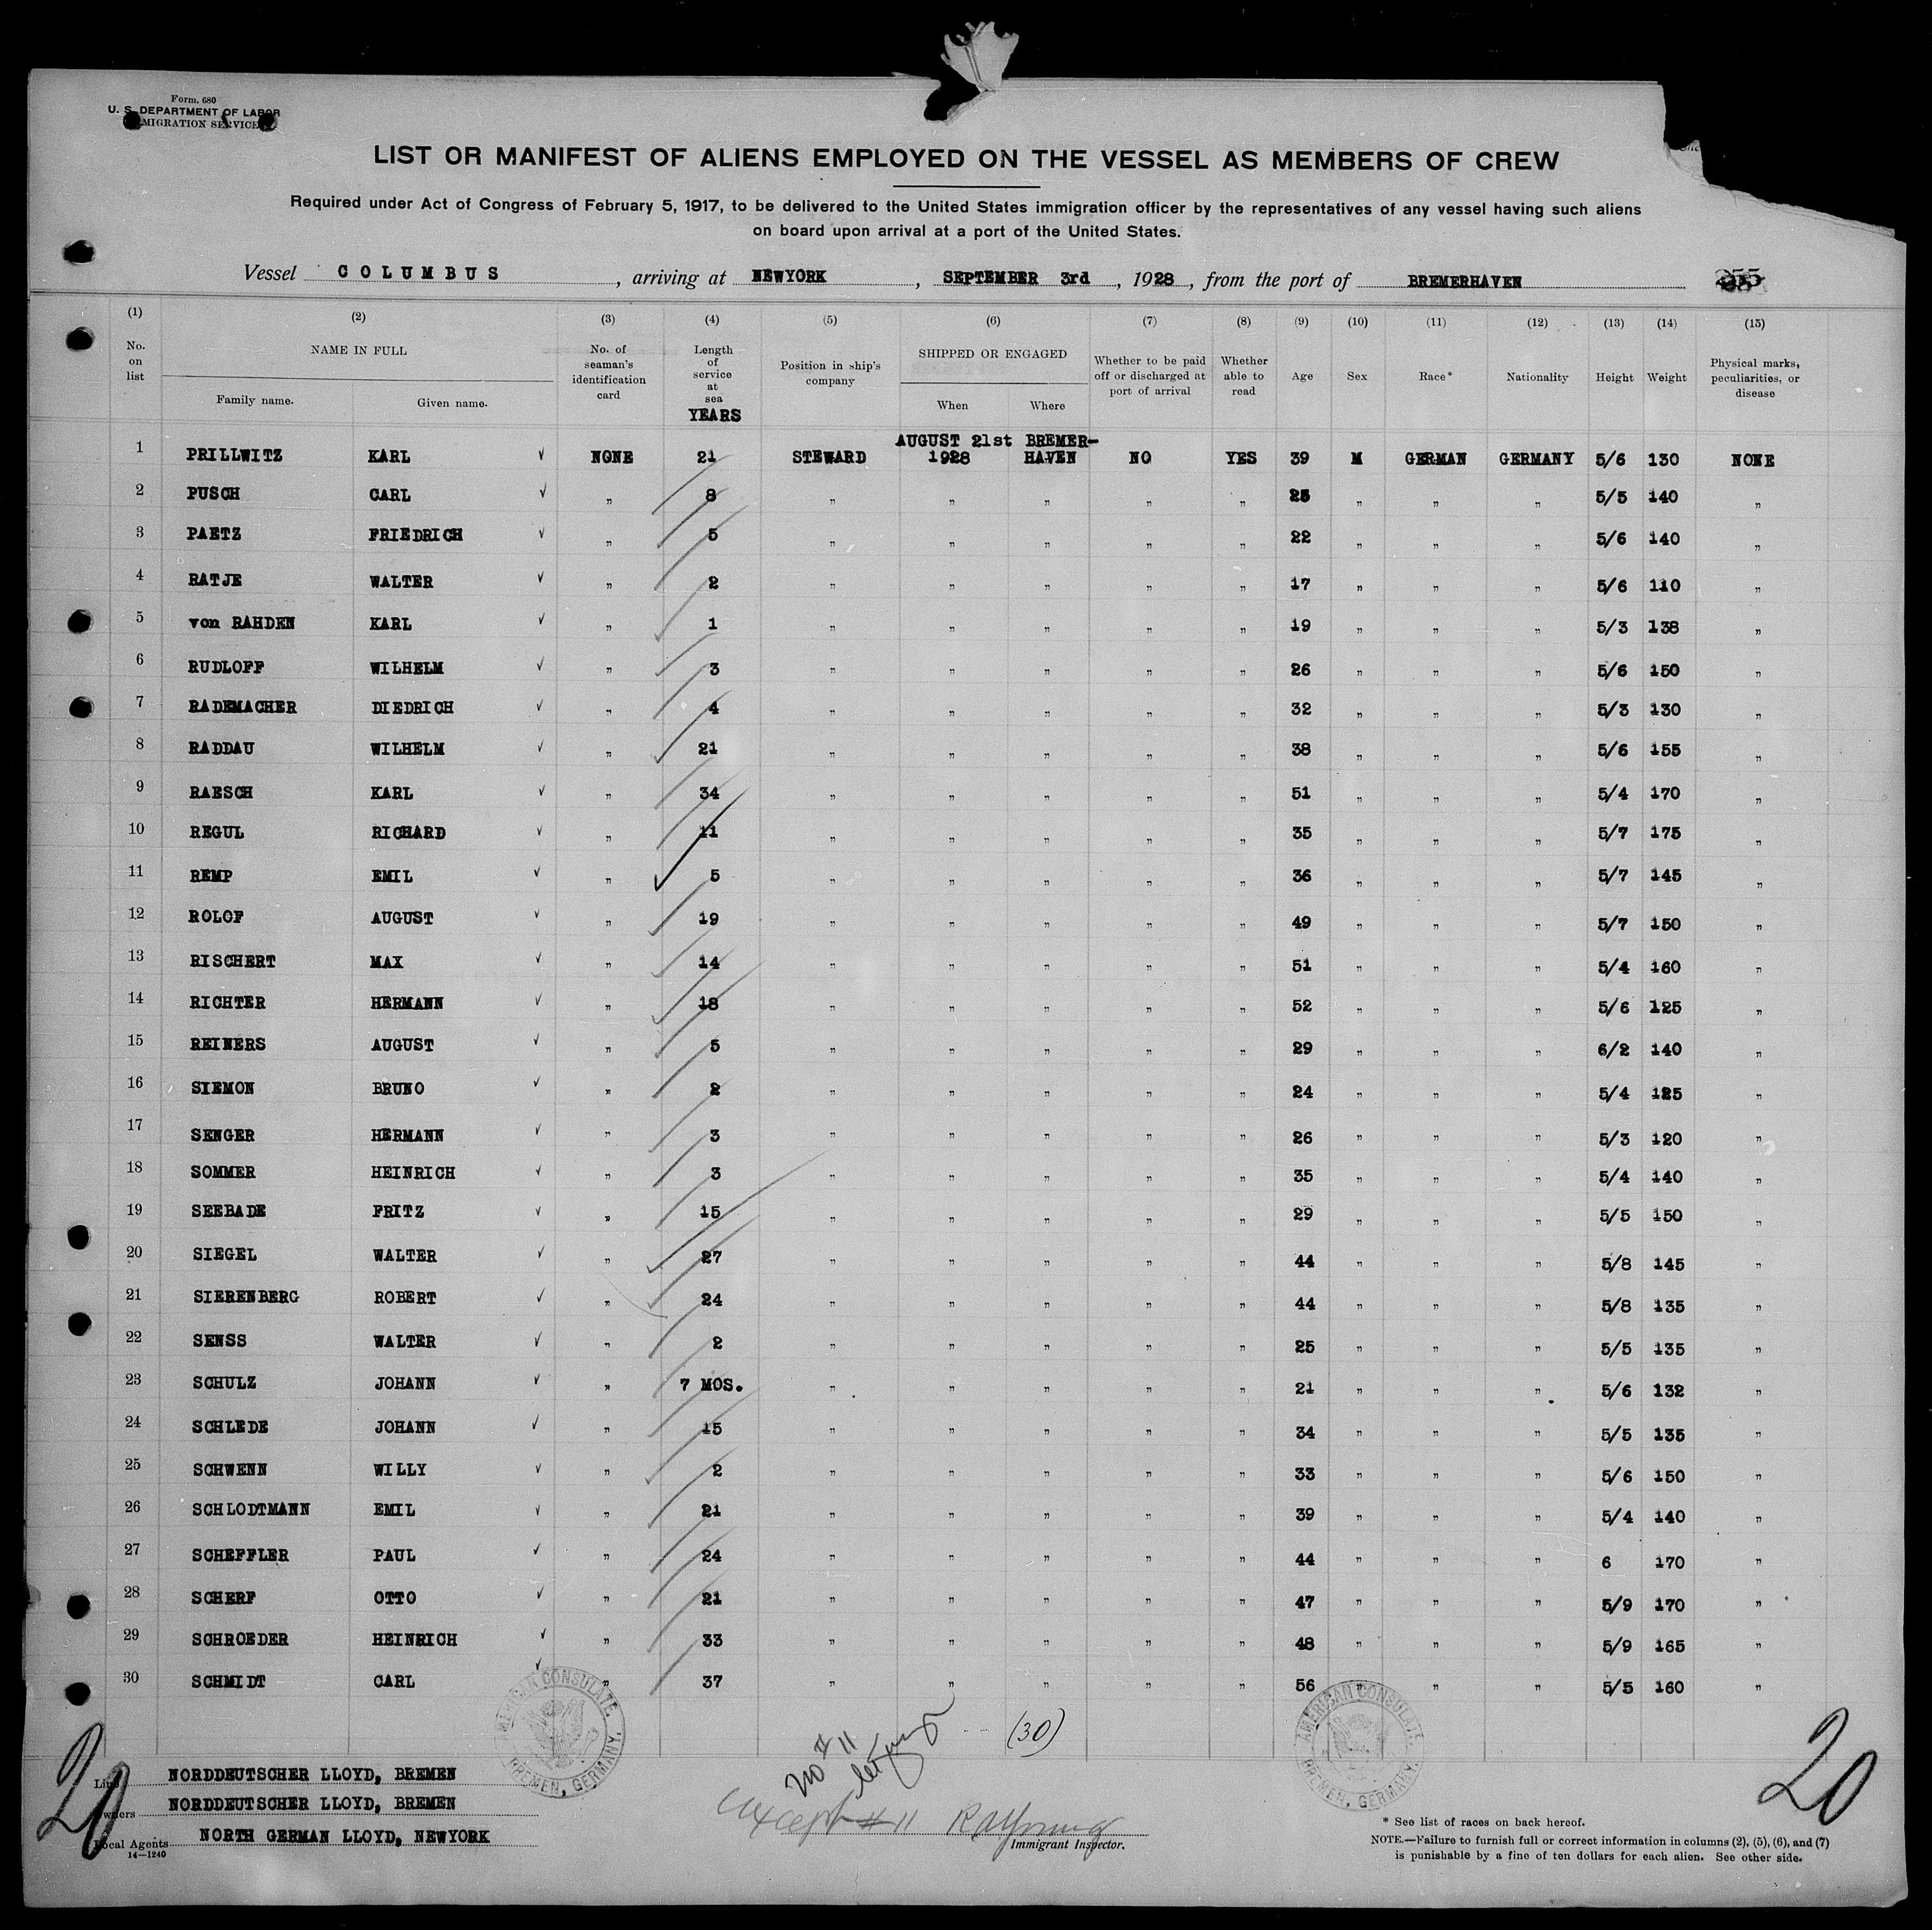 Form. 680
U. S. DEPARTMENT OF LABOR
IMMIGRATION SERVICE
LIST OR MANIFEST OF ALIENS EMPLOYED ON THE VESSEL AS MEMBERS OF CREW
Required under Act of Congress of February 5, 1917, to be delivered to the United States immigration officer by the representatives of any vessel having such aliens
on board upon arrival at a port of the United States.
Vessel COLUMBUS, arriving at NEWYORK, SEPTEMBER 3rd, 1928, from the port of BREMERHAVEN
(1) (2) (3) (4) (5) (6) (7) (8) (9) (10) (11) (12) (13) (14) (15)
No. on list NAME IN FULL Family name. Given name. No. of seaman's identification card Length of service at sea YEARS Position in ship's company SHIPPED OR ENGAGED When Where Whether to be paid off or discharged at port of arrival Whether able to read Age Sex Race* Nationality Height Weight Physical marks, peculiarities, or disease
AUGUST 21st BREMER-
1 PRILLWITZ KARL ✓ NONE 21 STEWARD 1928 HAVEN NO YES 39 M GERMAN GERMANY 5/6 130 NONE
2 PUSCH CARL ✓ " 8 " " " " " 25 " " " 5/5 140 "
3 PAETZ FRIEDRICH ✓ " 5 " " " " " 22 " " " 5/6 140 "
4 RATJE WALTER ✓ " 2 " " " " " 17 " " " 5/6 110 "
5 von RAHDEN KARL ✓ " 1 " " " " " 19 " " " 5/3 138 "
6 RUDLOFF WILHELM ✓ " 3 " " " " " 26 " " " 5/6 150 "
7 RADEMACHER DIEDRICH ✓ " 4 " " " " " 32 " " " 5/3 130 "
8 RADDAU WILHELM ✓ " 21 " " " " " 38 " " " 5/6 155 "
9 RAESCH KARL ✓ " 34 " " " " " 51 " " " 5/4 170 "
10 REGUL RICHARD ✓ " 11 " " " " " 35 " " " 5/7 175 "
11 REMP EMIL ✓ " 5 " " " " " 36 " " " 5/7 145 "
12 ROLOF AUGUST ✓ " 19 " " " " " 49 " " " 5/7 150 "
13 RISCHERT MAX ✓ " 14 " " " " " 51 " " " 5/4 160 "
14 RICHTER HERMANN ✓ " 18 " " " " " 52 " " " 5/6 125 "
15 REINERS AUGUST ✓ " 5 " " " " " 29 " " " 6/2 140 "
16 SIEMON BRUNO ✓ " 2 " " " " " 24 " " " 5/4 125 "
17 SENGER HERMANN ✓ " 3 " " " " " 26 " " " 5/3 120 "
18 SOMMER HEINRICH ✓ " 3 " " " " " 35 " " " 5/4 140 "
19 SEEBADE FRITZ ✓ " 15 " " " " " 29 " " " 5/5 150 "
20 SIEGEL WALTER ✓ " 27 " " " " " 44 " " " 5/8 145 "
21 SIERENBERG ROBERT ✓ " 24 " " " " " 44 " " " 5/8 135 "
22 SENSS WALTER ✓ " 2 " " " " " 25 " " " 5/5 135 "
23 SCHULZ JOHANN ✓ " 7 MOS. " " " " " 21 " " " 5/6 132 "
24 SCHLEDE JOHANN ✓ " 15 " " " " " 34 " " " 5/5 135 "
25 SCHWENN WILLY ✓ " 2 " " " " " 33 " " " 5/6 150 "
26 SCHLODTMANN EMIL ✓ " 21 " " " " " 39 " " " 5/4 140 "
27 SCHEFFLER PAUL ✓ " 24 " " " " " 44 " " " 6 170 "
28 SCHERF OTTO ✓ " 21 " " " " " 47 " " " 5/9 170 "
29 SCHROEDER HEINRICH ✓ " 33 " " " " " 48 " " " 5/9 165 "
30 SCHMIDT CARL ✓ " 37 " " " " " 56 " " " 5/5 160 "
AMERICAN CONSULATE. BREMEN, GERMANY.
AMERICAN CONSULATE. BREMEN, GERMANY.
(30)
no #11
20
20
Line NORDDEUTSCHER LLOYD, BREMEN
Owners NORDDEUTSCHER LLOYD, BREMEN
Local Agents NORTH GERMAN LLOYD, NEWYORK
14—1240
except #11 R A Young
Immigrant Inspector.
* See list of races on back hereof.
NOTE.—Failure to furnish full or correct information in columns (2), (5), (6), and (7)
is punishable by a fine of ten dollars for each alien. See other side.